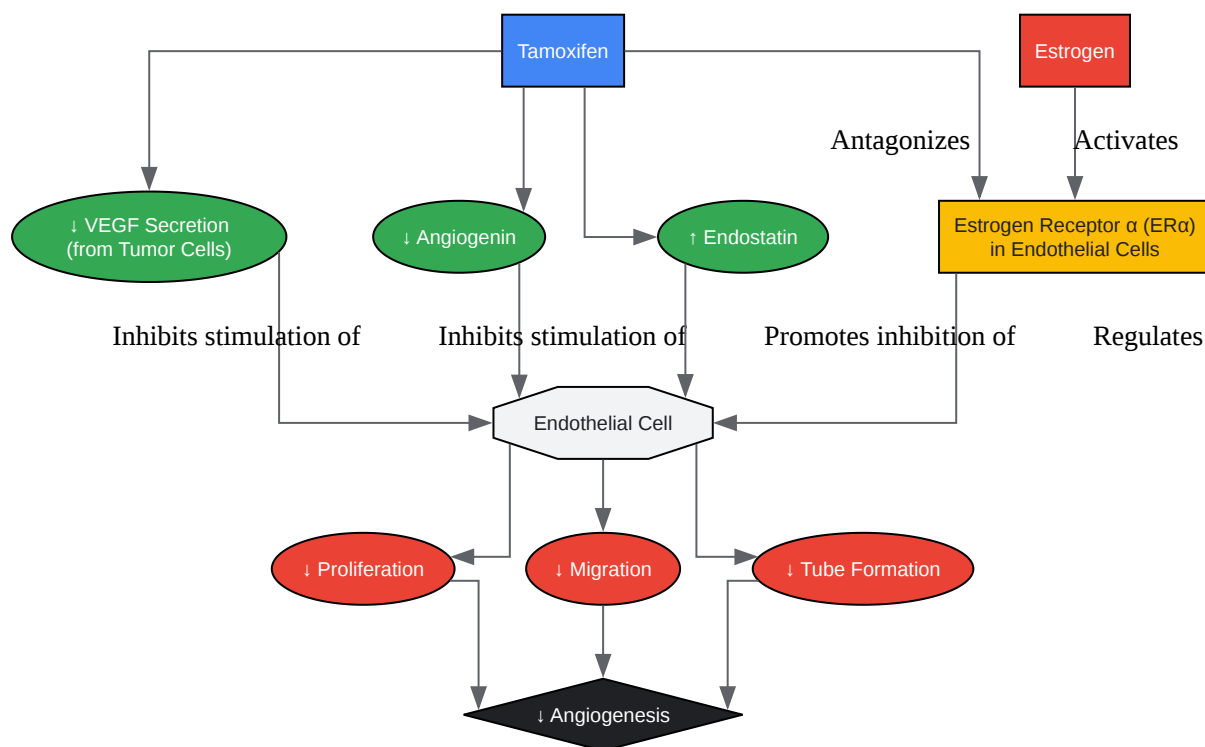 Tamoxifen
Estrogen
Antagonizes
Activates
↓ VEGF Secretion
(from Tumor Cells)
↓ Angiogenin
↑ Endostatin
Estrogen Receptor α (ERα)
in Endothelial Cells
Inhibits stimulation of
Inhibits stimulation of
Promotes inhibition of
Regulates
Endothelial Cell
↓ Proliferation
↓ Migration
↓ Tube Formation
↓ Angiogenesis